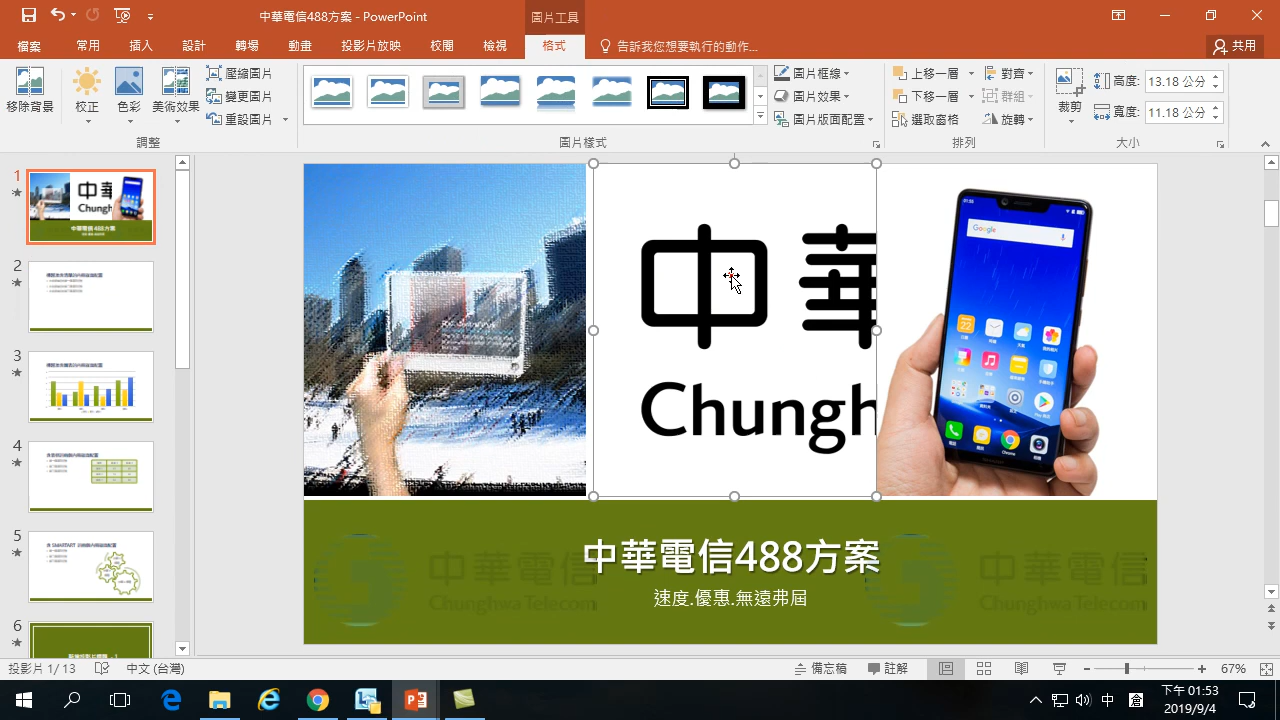 中華電信488方案 - PowerPoint
圖片工具
檔案 常用 插入 設計 轉場 動畫 投影片放映 校閱 檢視 格式 告訴我您想要執行的動作... 共用
移除背景 校正 色彩 美術效果 壓縮圖片 變更圖片 重設圖片
圖片框線 圖片效果 圖片版面配置
上移一層 下移一層 選取窗格 對齊 群組 旋轉
裁剪 高度: 13.18 公分
寬度: 11.18 公分
調整 圖片樣式 排列 大小
1
2
3
4
5
6
中華
Chungh
Google
中華電信
Chunghwa Telecom
中華電信
Chunghwa Telecom
中華電信488方案
速度.優惠.無遠弗屆
投影片 1/ 13 中文 (台灣) 備忘稿 註解 67%
中 下午 01:53
2019/9/4